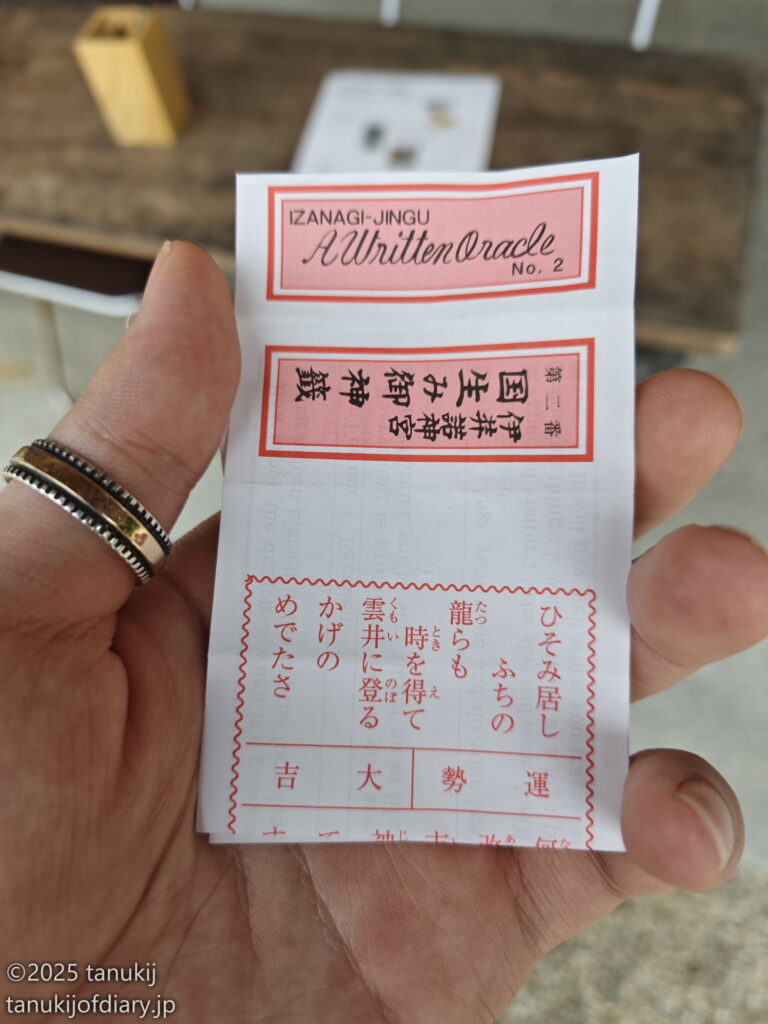 IZANAGI-JINGU
A Written Oracle
No. 2
第二番
国生み御神籤
伊弉諾神宮
ひそみ居し
ふちの
龍らも
時を得て
雲井に登る
かげの
めでたさ
運勢
大吉
©2025 tanukij
tanukijofdiary.jp